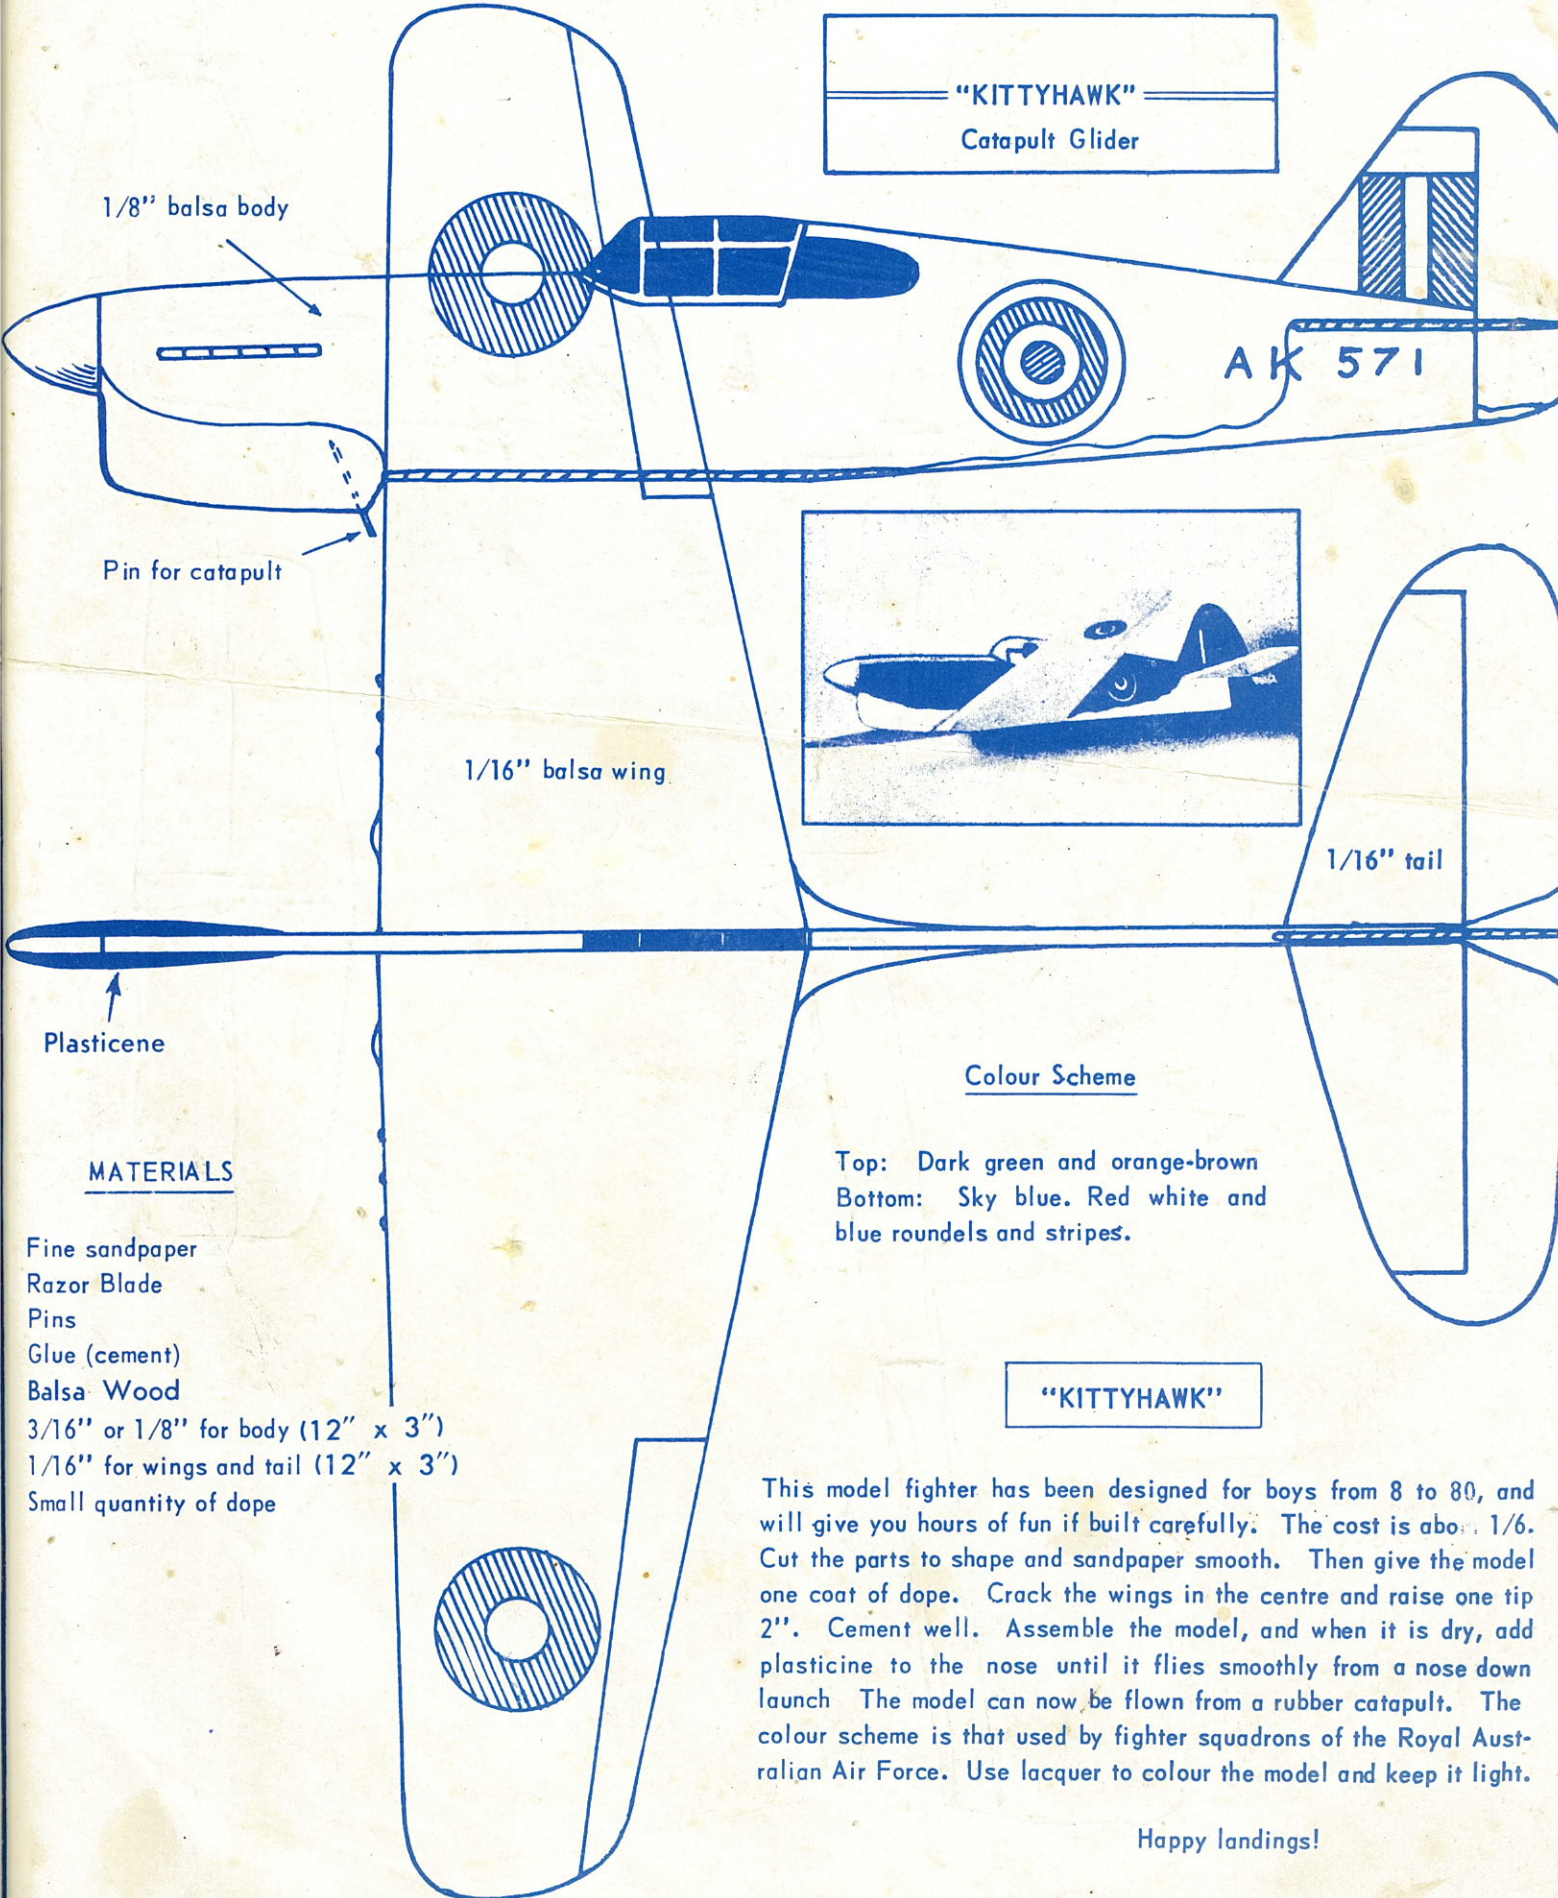 "KITTYHAWK"
Catapult Glider
1/8" balsa body
AK 571
Pin for catapult
1/16" balsa wing
1/16" tail
Plasticene
Colour Scheme
Top: Dark green and orange-brown
Bottom: Sky blue. Red white and
blue roundels and stripes.
MATERIALS
Fine sandpaper
Razor Blade
Pins
Glue (cement)
Balsa Wood
3/16" or 1/8" for body (12" x 3")
1/16" for wings and tail (12" x 3")
Small quantity of dope
"KITTYHAWK"
This model fighter has been designed for boys from 8 to 80, and
will give you hours of fun if built carefully. The cost is 1/6.
Cut the parts to shape and sandpaper smooth. Then give the model
one coat of dope. Crack the wings in the centre and raise one tip
2". Cement well. Assemble the model, and when it is dry, add
plasticine to the nose until it flies smoothly from a nose down
launch The model can now be flown from a rubber catapult. The
colour scheme is that used by fighter squadrons of the Royal Aust-
ralian Air Force. Use lacquer to colour the model and keep it light.
Happy landings!